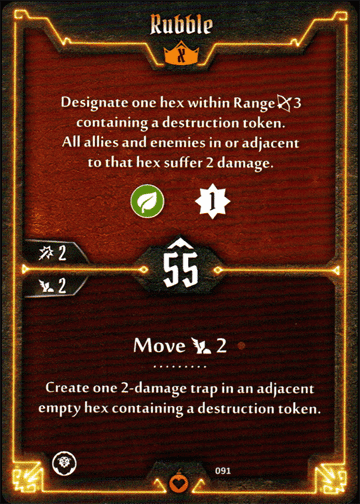 Rubble
X
Designate one hex within Range 3
containing a destruction token.
All allies and enemies in or adjacent
to that hex suffer 2 damage.
1
2
55
2
Move 2
Create one 2-damage trap in an adjacent
empty hex containing a destruction token.
091